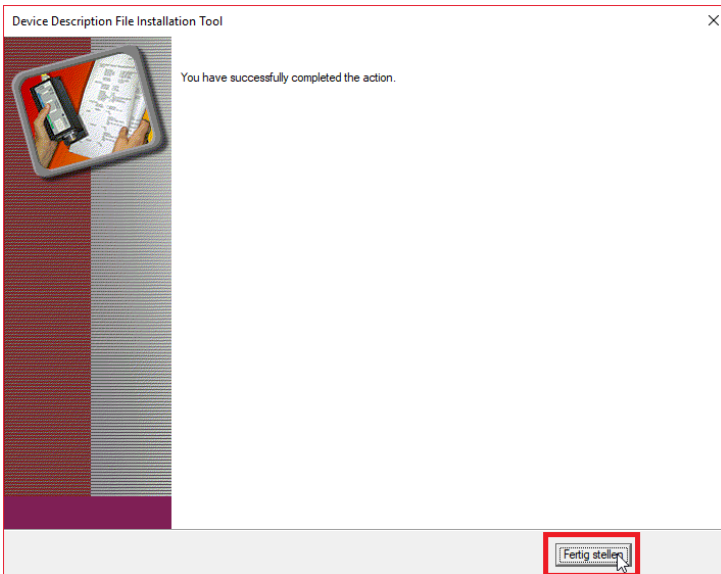 Device Description File Installation Tool
You have successfully completed the action.
Fertig stellen